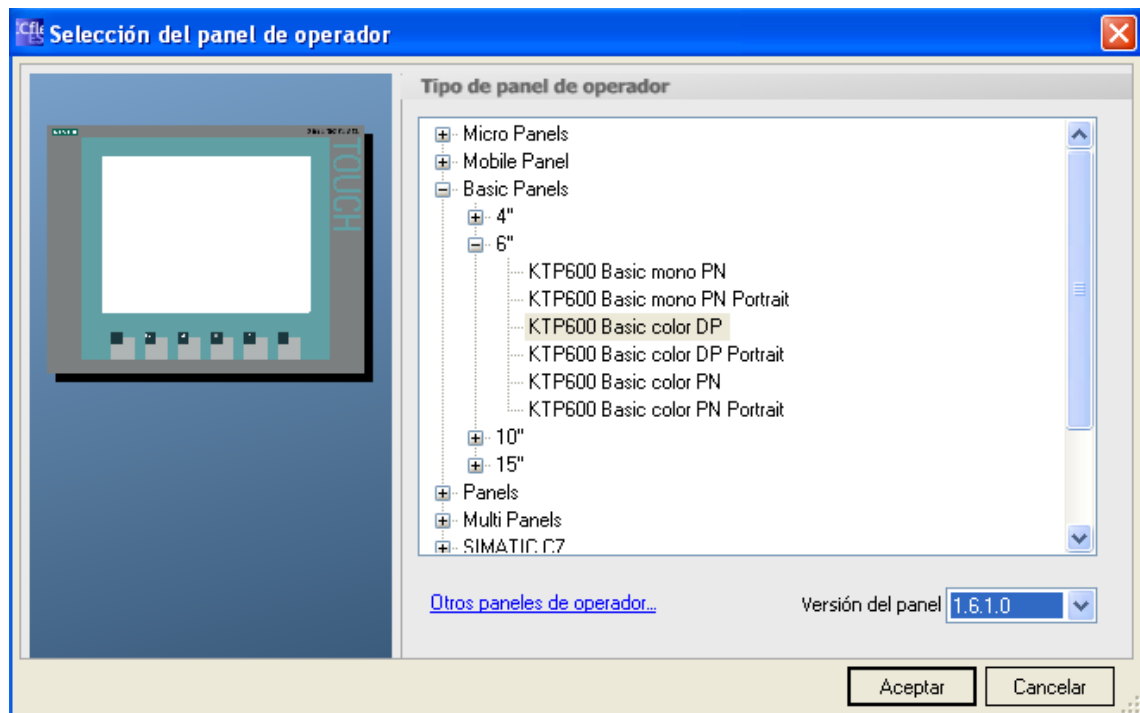 Selección del panel de operador
Tipo de panel de operador
TOUCH
Micro Panels
Mobile Panel
Basic Panels
4"
6"
KTP600 Basic mono PN
KTP600 Basic mono PN Portrait
KTP600 Basic color DP
KTP600 Basic color DP Portrait
KTP600 Basic color PN
KTP600 Basic color PN Portrait
10"
15"
Panels
Multi Panels
SIMATIC C7
Otros paneles de operador...
Versión del panel 1.6.1.0
Aceptar
Cancelar